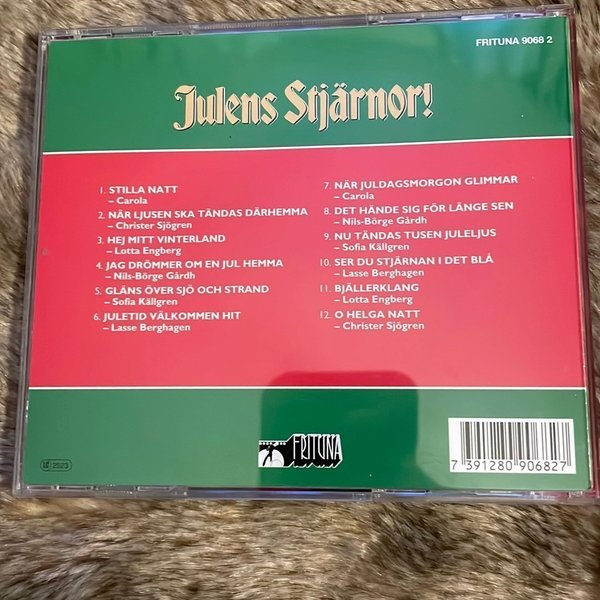 FRITUNA 9068 2
Julens Stjärnor!
1. STILLA NATT
– Carola
2. NÄR LJUSEN SKA TÄNDAS DÄRHEMMA
– Christer Sjögren
3. HEJ MITT VINTERLAND
– Lotta Engberg
4. JAG DRÖMMER OM EN JUL HEMMA
– Nils-Börge Gårdh
5. GLÄNS ÖVER SJÖ OCH STRAND
– Sofia Källgren
6. JULETID VÄLKOMMEN HIT
– Lasse Berghagen
7. NÄR JULDAGSMORGON GLIMMAR
– Carola
8. DET HÄNDE SIG FÖR LÄNGE SEN
– Nils-Börge Gårdh
9. NU TÄNDAS TUSEN JULELJUS
– Sofia Källgren
10. SER DU STJÄRNAN I DET BLÅ
– Lasse Berghagen
11. BJÄLLERKLANG
– Lotta Engberg
12. O HELGA NATT
– Christer Sjögren
FRITUNA
7 391280 906827